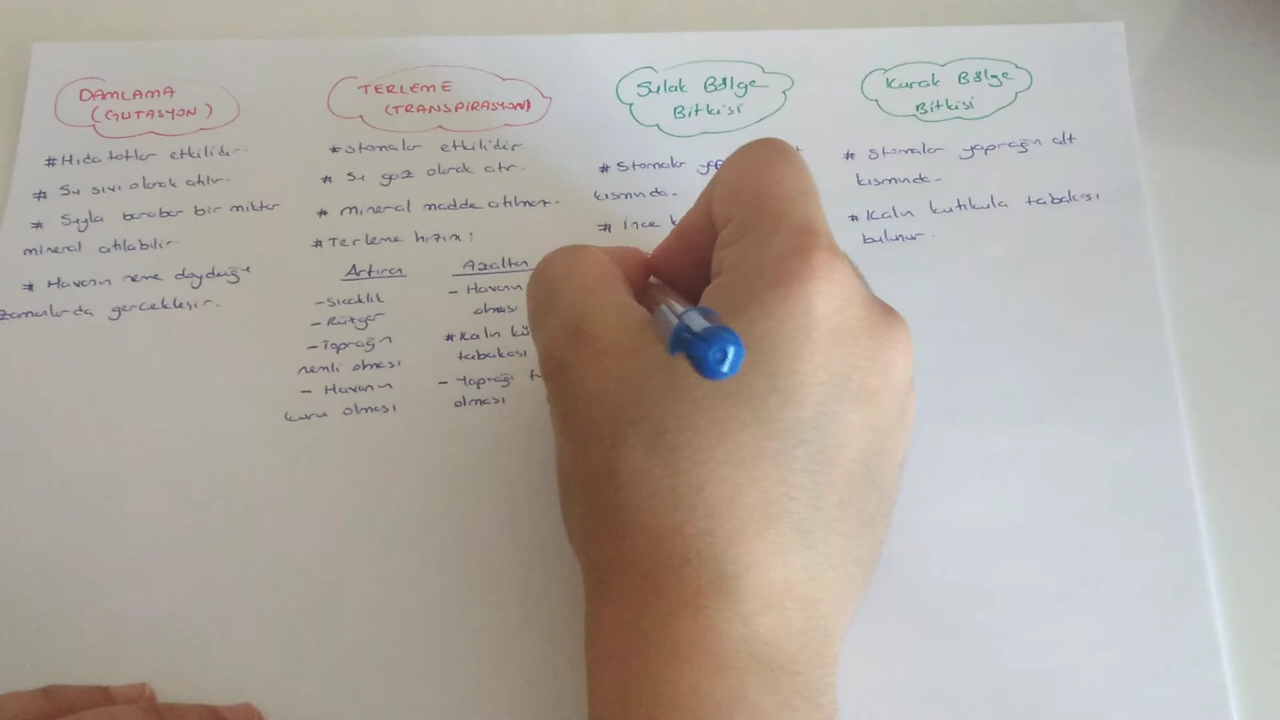 DAMLAMA
(GUTASYON)
#Hidatotlar etkilidir.
# Su sıvı olarak atılır.
# Suyla beraber bir miktar
mineral atılabilir.
# Havanın neme doyduğu
zamanlarda gerçekleşir.
TERLEME
(TRANSPIRASYON)
#Stomalar etkilidir
# Su gaz olarak atılır.
# mineral madde atılmaz.
#Terleme hızını:
Artıran
-Sıcaklık
-Rüzgar
-Toprağın
nemli olması
- Havanın
kuru olması
Azaltan
- Havanın
olması
#Kalın
tabakası
- Yaprağı
olması
Sulak Bölge
Bitkisi
# Stomalar
kısmında.
# İnce
Kurak Bölge
Bitkisi
# Stomalar yaprağın alt
kısmında.
# Kalın kutikula tabakası
bulunur.